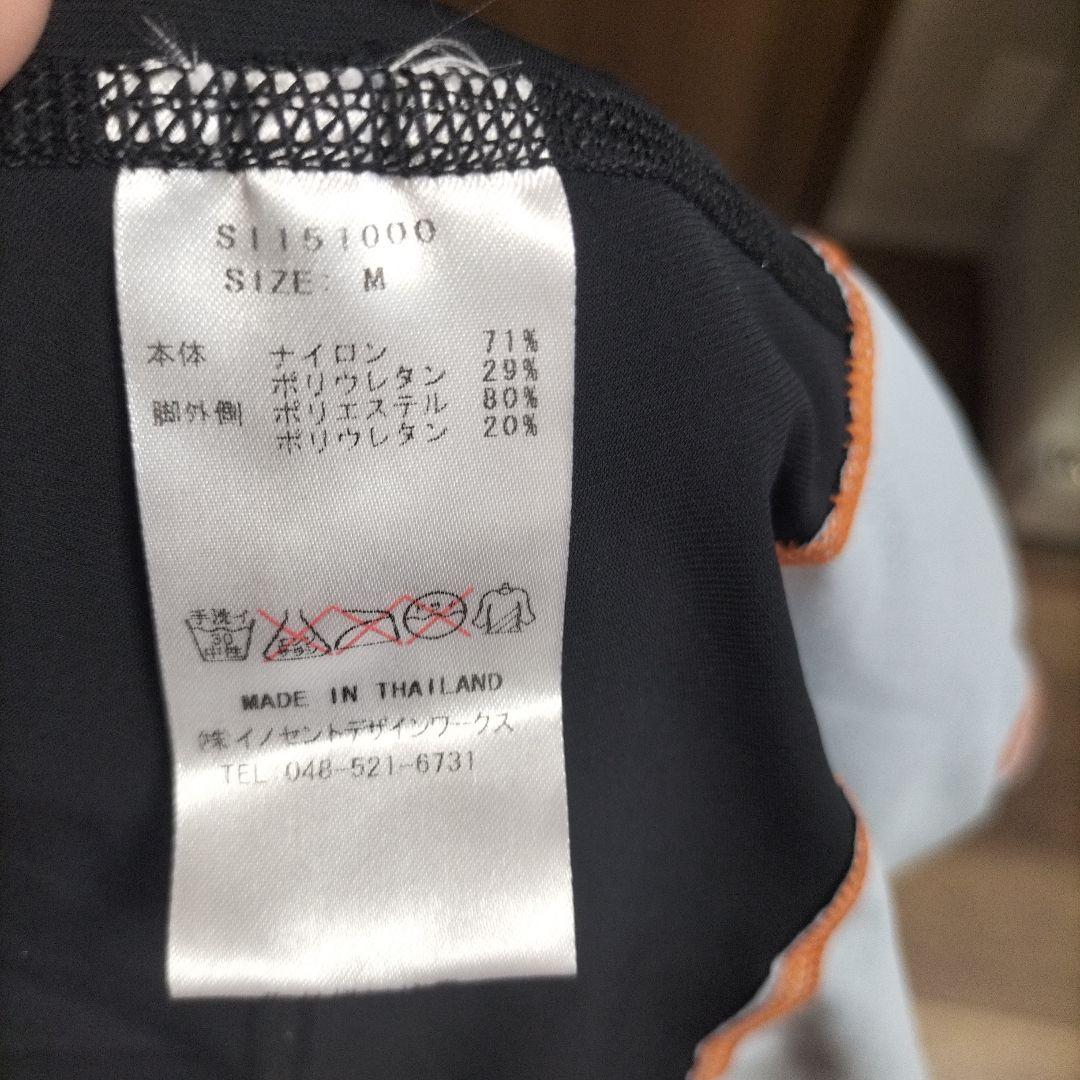 S1151000
SIZE: M
本体 ナイロン 71%
ポリウレタン 29%
脚外側 ポリエステル 80%
ポリウレタン 20%
手洗イ
30
中性
MADE IN THAILAND
㈱イノセントデザインワークス
TEL 048-521-6731